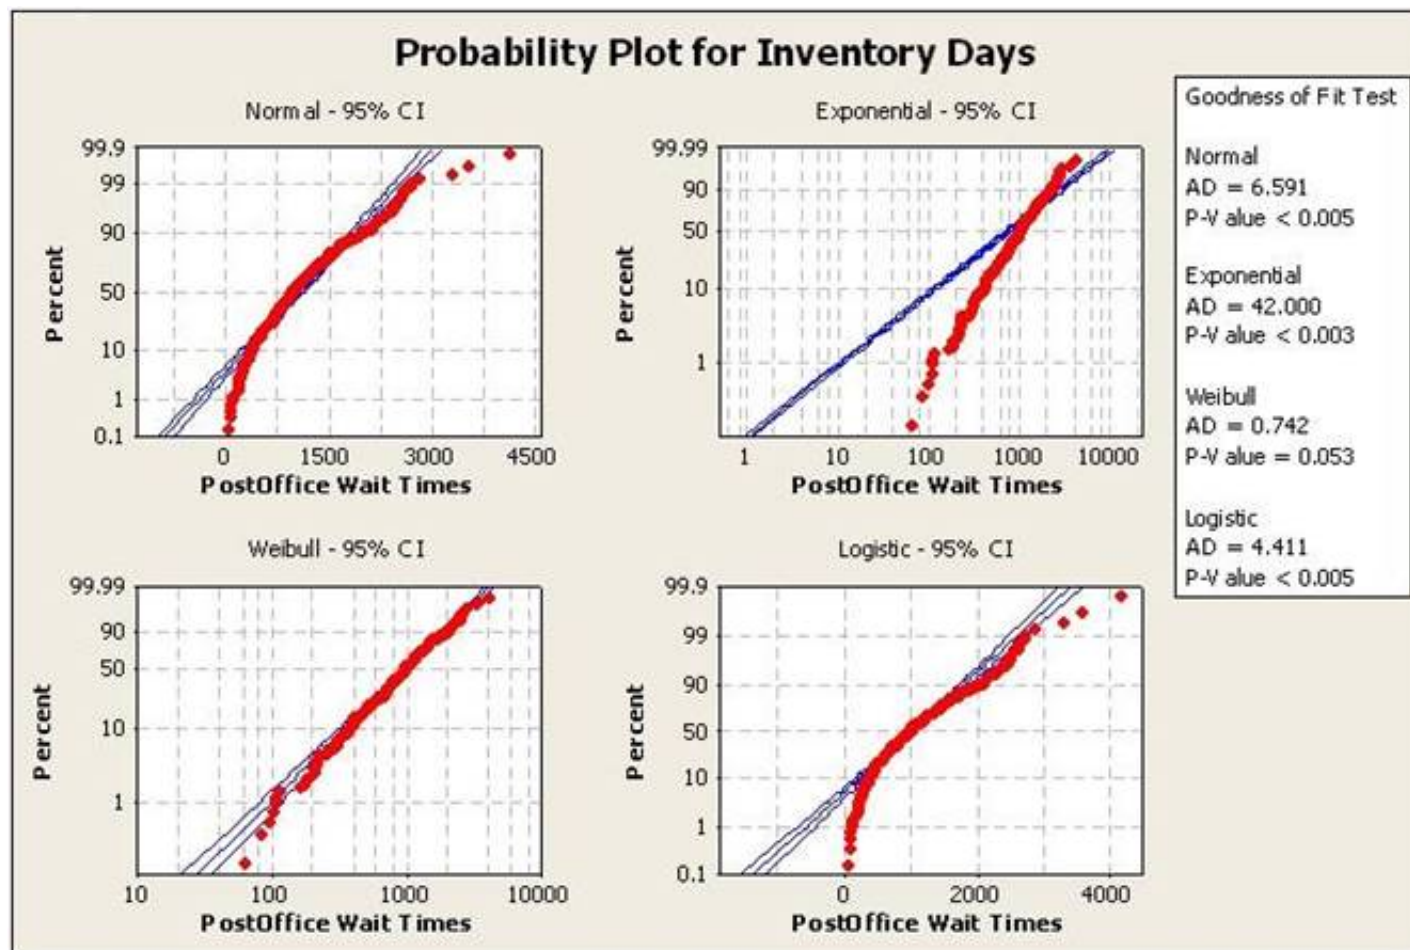 Probability Plot for Inventory Days
Normal - 95% CI
99.9
99
90
50
10
1
0.1
Percent
0 1500 3000 4500
PostOffice Wait Times
Exponential - 95% CI
99.99
90
50
10
1
Percent
1 10 100 1000 10000
PostOffice Wait Times
Weibull - 95% CI
99.99
90
50
10
1
Percent
10 100 1000 10000
PostOffice Wait Times
Logistic - 95% CI
99.9
99
90
50
10
1
0.1
Percent
0 2000 4000
PostOffice Wait Times
Goodness of Fit Test
Normal
AD = 6.591
P-Value < 0.005
Exponential
AD = 42.000
P-Value < 0.003
Weibull
AD = 0.742
P-Value = 0.053
Logistic
AD = 4.411
P-Value < 0.005